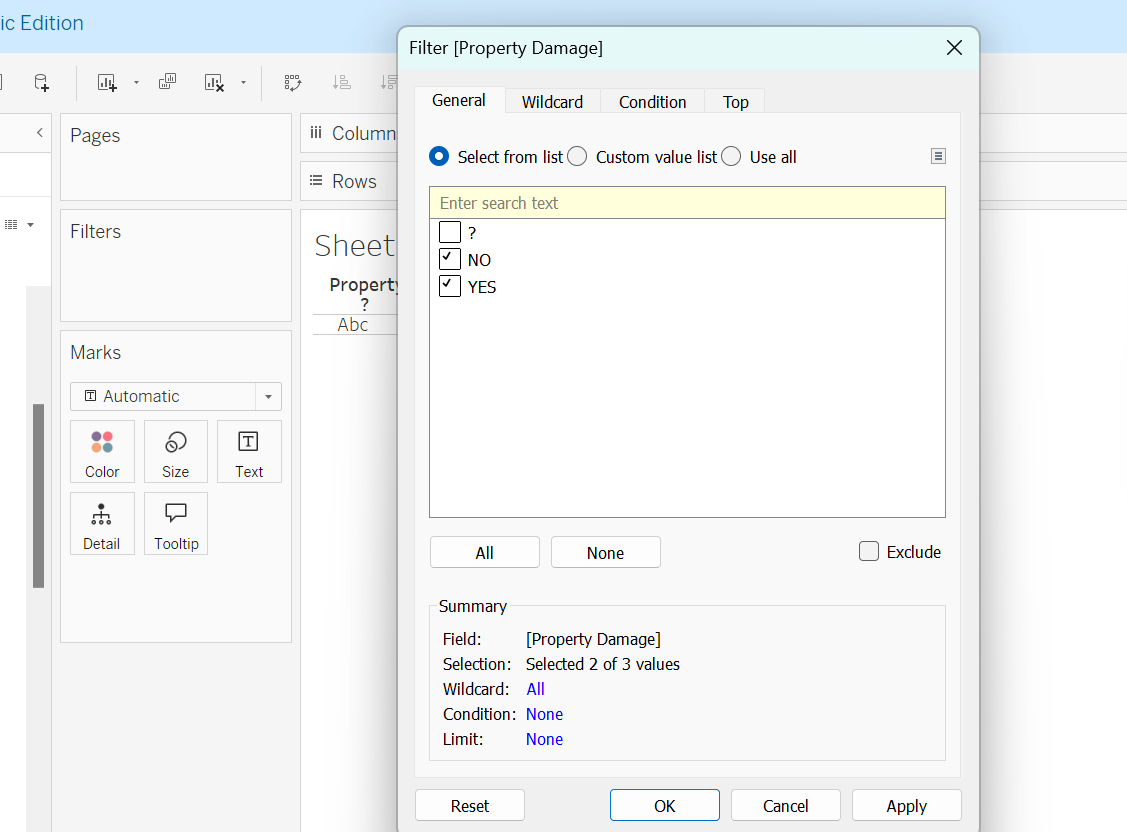 ic Edition
Filter [Property Damage]
General
Wildcard
Condition
Top
Pages
Column
Select from list
Custom value list
Use all
Rows
Enter search text
Filters
?
NO
YES
Sheet
Property
?
Abc
Marks
Automatic
Color
Size
Text
Detail
Tooltip
All
None
Exclude
Summary
Field: [Property Damage]
Selection: Selected 2 of 3 values
Wildcard: All
Condition: None
Limit: None
Reset
OK
Cancel
Apply